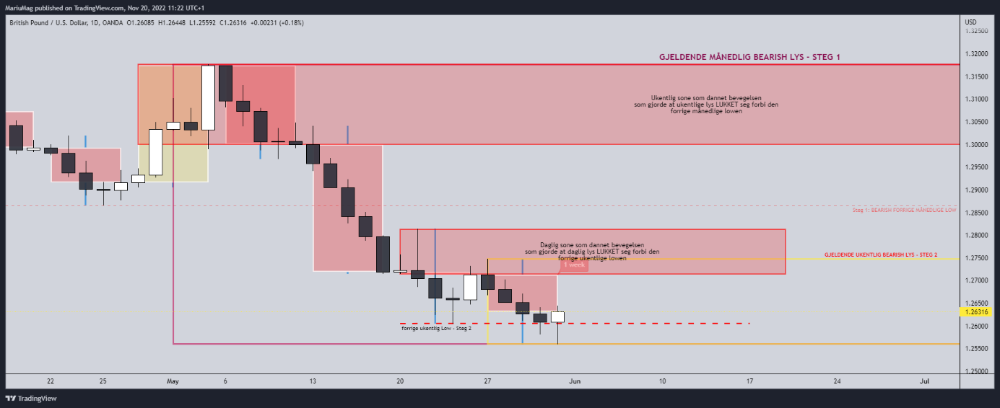 MariuMag published on TradingView.com, Nov 20, 2022 11:22 UTC+1
British Pound / U.S. Dollar, 1D, OANDA O1.26085 H1.26448 L1.25592 C1.26316 +0.00231 (+0.18%)
USD
1.32500
1.32000
1.31500
1.31000
1.30500
1.30000
1.29500
1.29000
1.28500
1.28000
1.27500
1.27000
1.26500
1.26316
1.26000
1.25500
1.25000
GJELDENDE MÅNEDLIG BEARISH LYS - STEG 1
Ukentlig sone som dannet bevegelsen
som gjorde at ukentlige lys LUKKET seg forbi den
forrige månedlige lowen
Steg 1: BEARISH FORRIGE MÅNEDLIGE LOW
Daglig sone som dannet bevegelsen
som gjorde at daglig lys LUKKET seg forbi den
forrige ukentlige lowen
GJELDENDE UKENTLIG BEARISH LYS - STEG 2
1 week
forrige ukentlig Low - Steg 2
22 25 May 6 13 20 27 Jun 10 17 24 Jul
TradingView